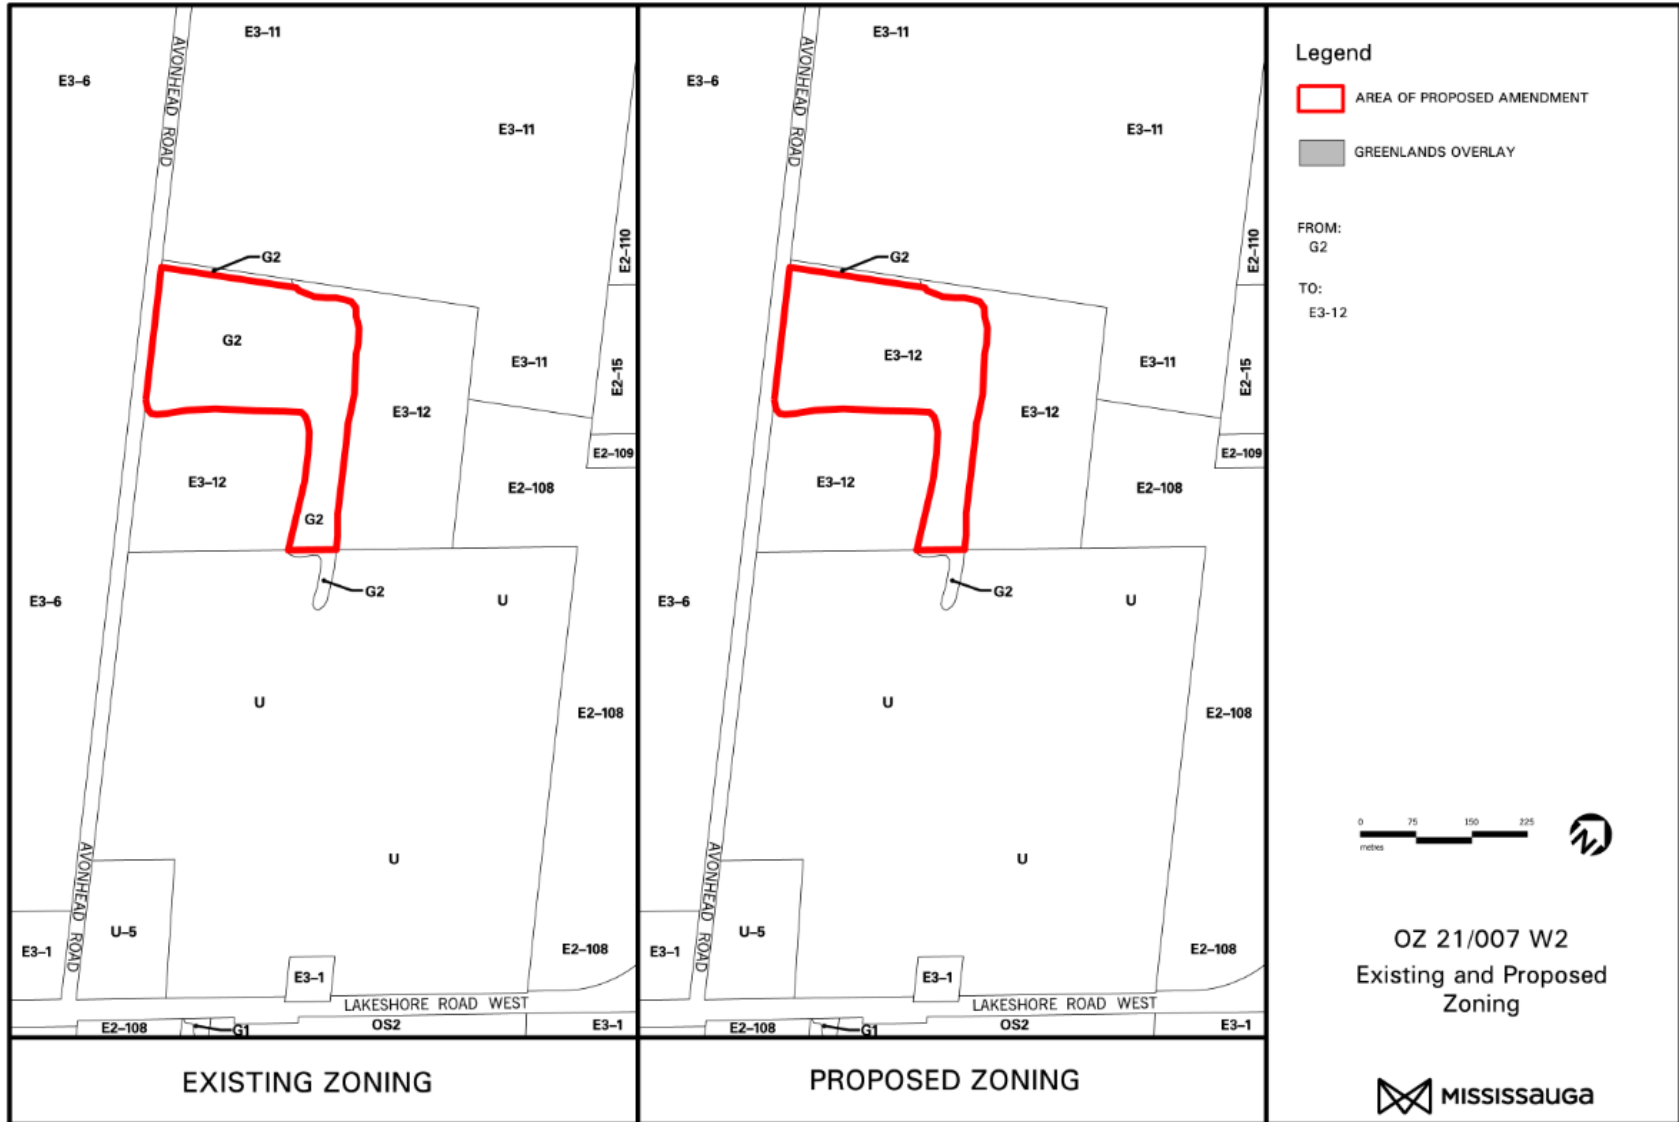 E3-11
E3-6
AVONHEAD ROAD
E3-11
E2-110
G2
G2
E3-11
E2-15
E3-12
E2-109
E3-12
E2-108
G2
G2
E3-6
U
U
E2-108
U
AVONHEAD ROAD
U-5
E3-1
E2-108
E3-1
LAKESHORE ROAD WEST
E2-108
G1
OS2
E3-1
EXISTING ZONING
E3-11
E3-6
AVONHEAD ROAD
E3-11
E2-110
G2
E3-12
E3-11
E2-15
E3-12
E2-109
E3-12
E2-108
G2
E3-6
U
U
E2-108
U
AVONHEAD ROAD
U-5
E3-1
E2-108
E3-1
LAKESHORE ROAD WEST
E2-108
G1
OS2
E3-1
PROPOSED ZONING
Legend
AREA OF PROPOSED AMENDMENT
GREENLANDS OVERLAY
FROM:
G2
TO:
E3-12
0 75 150 225
metres
OZ 21/007 W2
Existing and Proposed
Zoning
MISSISSAUGA